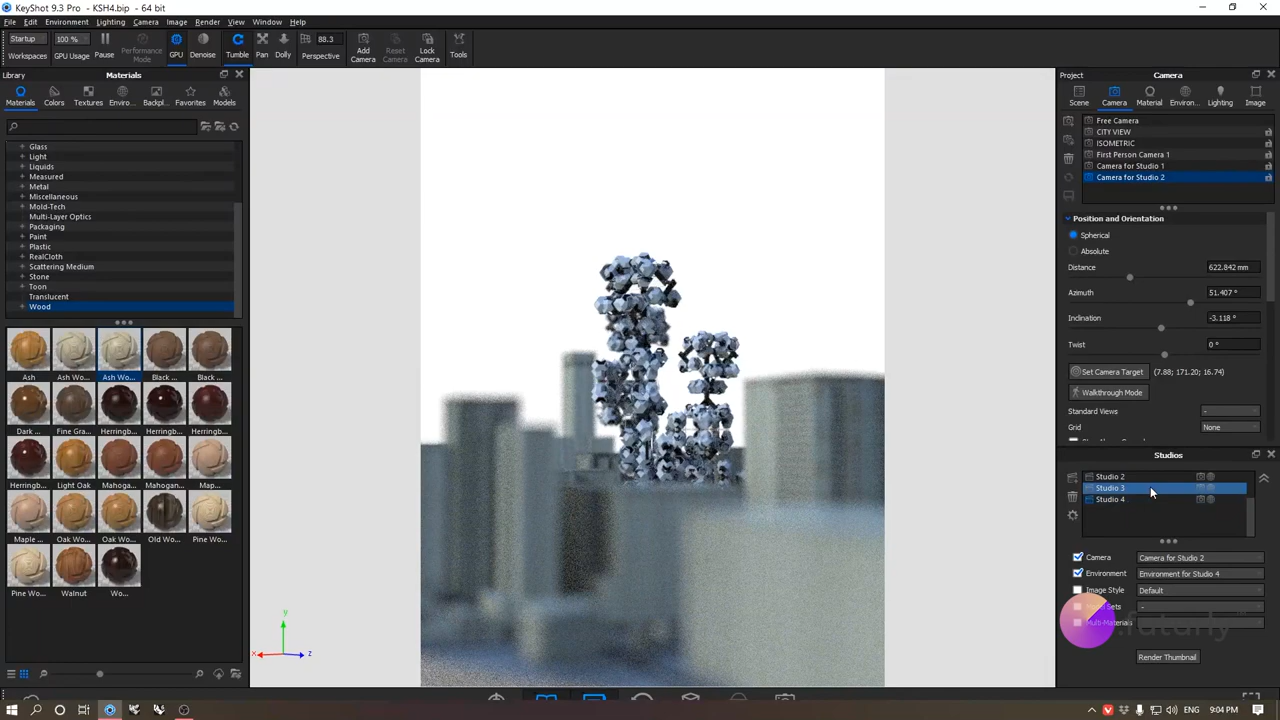 KeyShot 9.3 Pro - KSH4.bip - 64 bit
File Edit Environment Lighting Camera Image Render View Window Help
Startup
100 %
88.3
Workspaces
GPU Usage
Pause
Performance Mode
GPU
Denoise
Tumble
Pan
Dolly
Perspective
Add Camera
Reset Camera
Lock Camera
Tools
Library
Materials
Materials Colors Textures Enviro... Backpl... Favorites Models
Glass
Light
Liquids
Measured
Metal
Miscellaneous
Mold-Tech
Multi-Layer Optics
Packaging
Paint
Plastic
RealCloth
Scattering Medium
Stone
Toon
Translucent
Wood
Ash Ash Wo... Ash Wo... Black ... Black ...
Dark ... Fine Gra... Herringb... Herringb... Herringb...
Herringb... Light Oak Mahoga... Mahogan... Map...
Maple ... Oak Wo... Oak Wo... Old Wo... Pine Wo...
Pine Wo... Walnut Wo...
y
x
z
Project
Camera
Scene Camera Material Environ... Lighting Image
Free Camera
CITY VIEW
ISOMETRIC
First Person Camera 1
Camera for Studio 1
Camera for Studio 2
Position and Orientation
Spherical
Absolute
Distance 622.842 mm
Azimuth 51.407 °
Inclination -3.118 °
Twist 0 °
Set Camera Target (7.88; 171.20; 16.74)
Walkthrough Mode
Standard Views -
Grid None
Studios
Studio 2
Studio 3
Studio 4
Camera Camera for Studio 2
Environment Environment for Studio 4
Image Style Default
Model Sets -
Multi-Materials
Render Thumbnail
ENG 9:04 PM